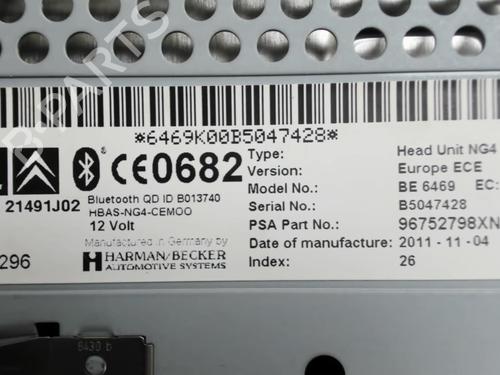 B-PARTS
*6469K00B5047428*
CE0682
21491J02
Bluetooth QD ID B013740
HBAS-NG4-CEMOO
12 Volt
Manufactured in Germany by
HARMAN/BECKER
AUTOMOTIVE SYSTEMS
296
Type: Head Unit NG4
Version: Europe ECE
Model No.: BE 6469 EC:
Serial No.: B5047428
PSA Part No.: 96752798XN
Date of manufacture: 2011-11-04
Index: 26
8430 b